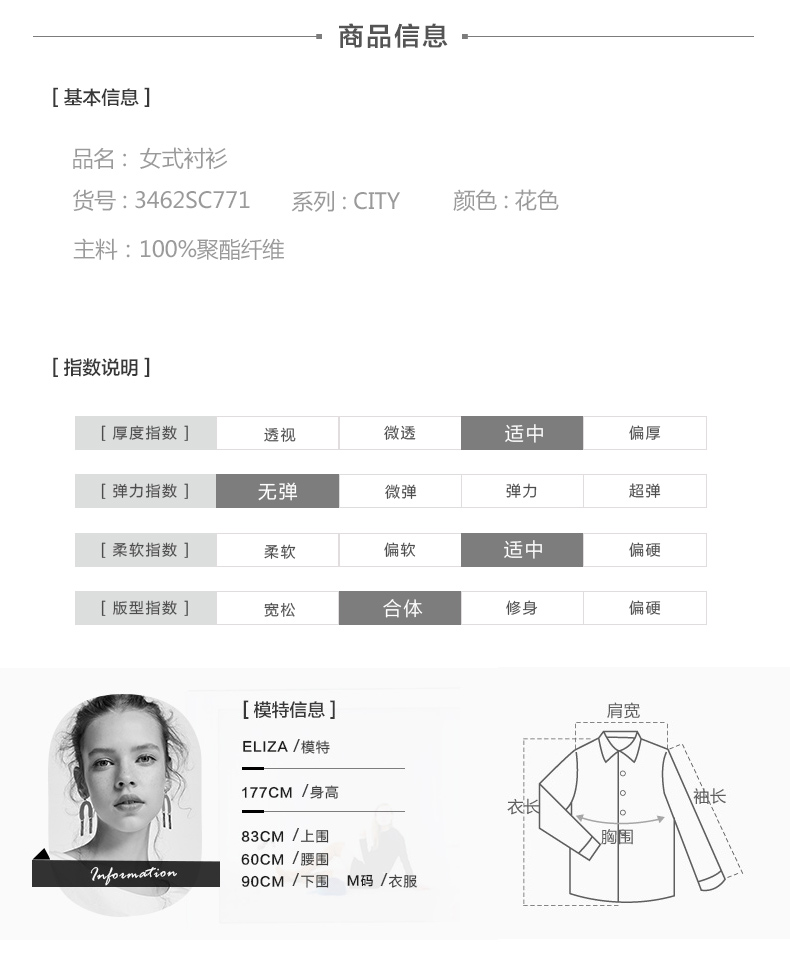 商品信息
[ 基本信息 ]
品名： 女式衬衫
货号 : 3462SC771 系列 : CITY 颜色 : 花色
主料：100%聚酯纤维
[ 指数说明 ]
[ 厚度指数 ] 透视 微透 适中 偏厚
[ 弹力指数 ] 无弹 微弹 弹力 超弹
[ 柔软指数 ] 柔软 偏软 适中 偏硬
[ 版型指数 ] 宽松 合体 修身 偏硬
[ 模特信息 ]
ELIZA /模特
177CM /身高
83CM /上围
60CM /腰围
90CM /下围 M码 /衣服
Information
肩宽
衣长
袖长
胸围